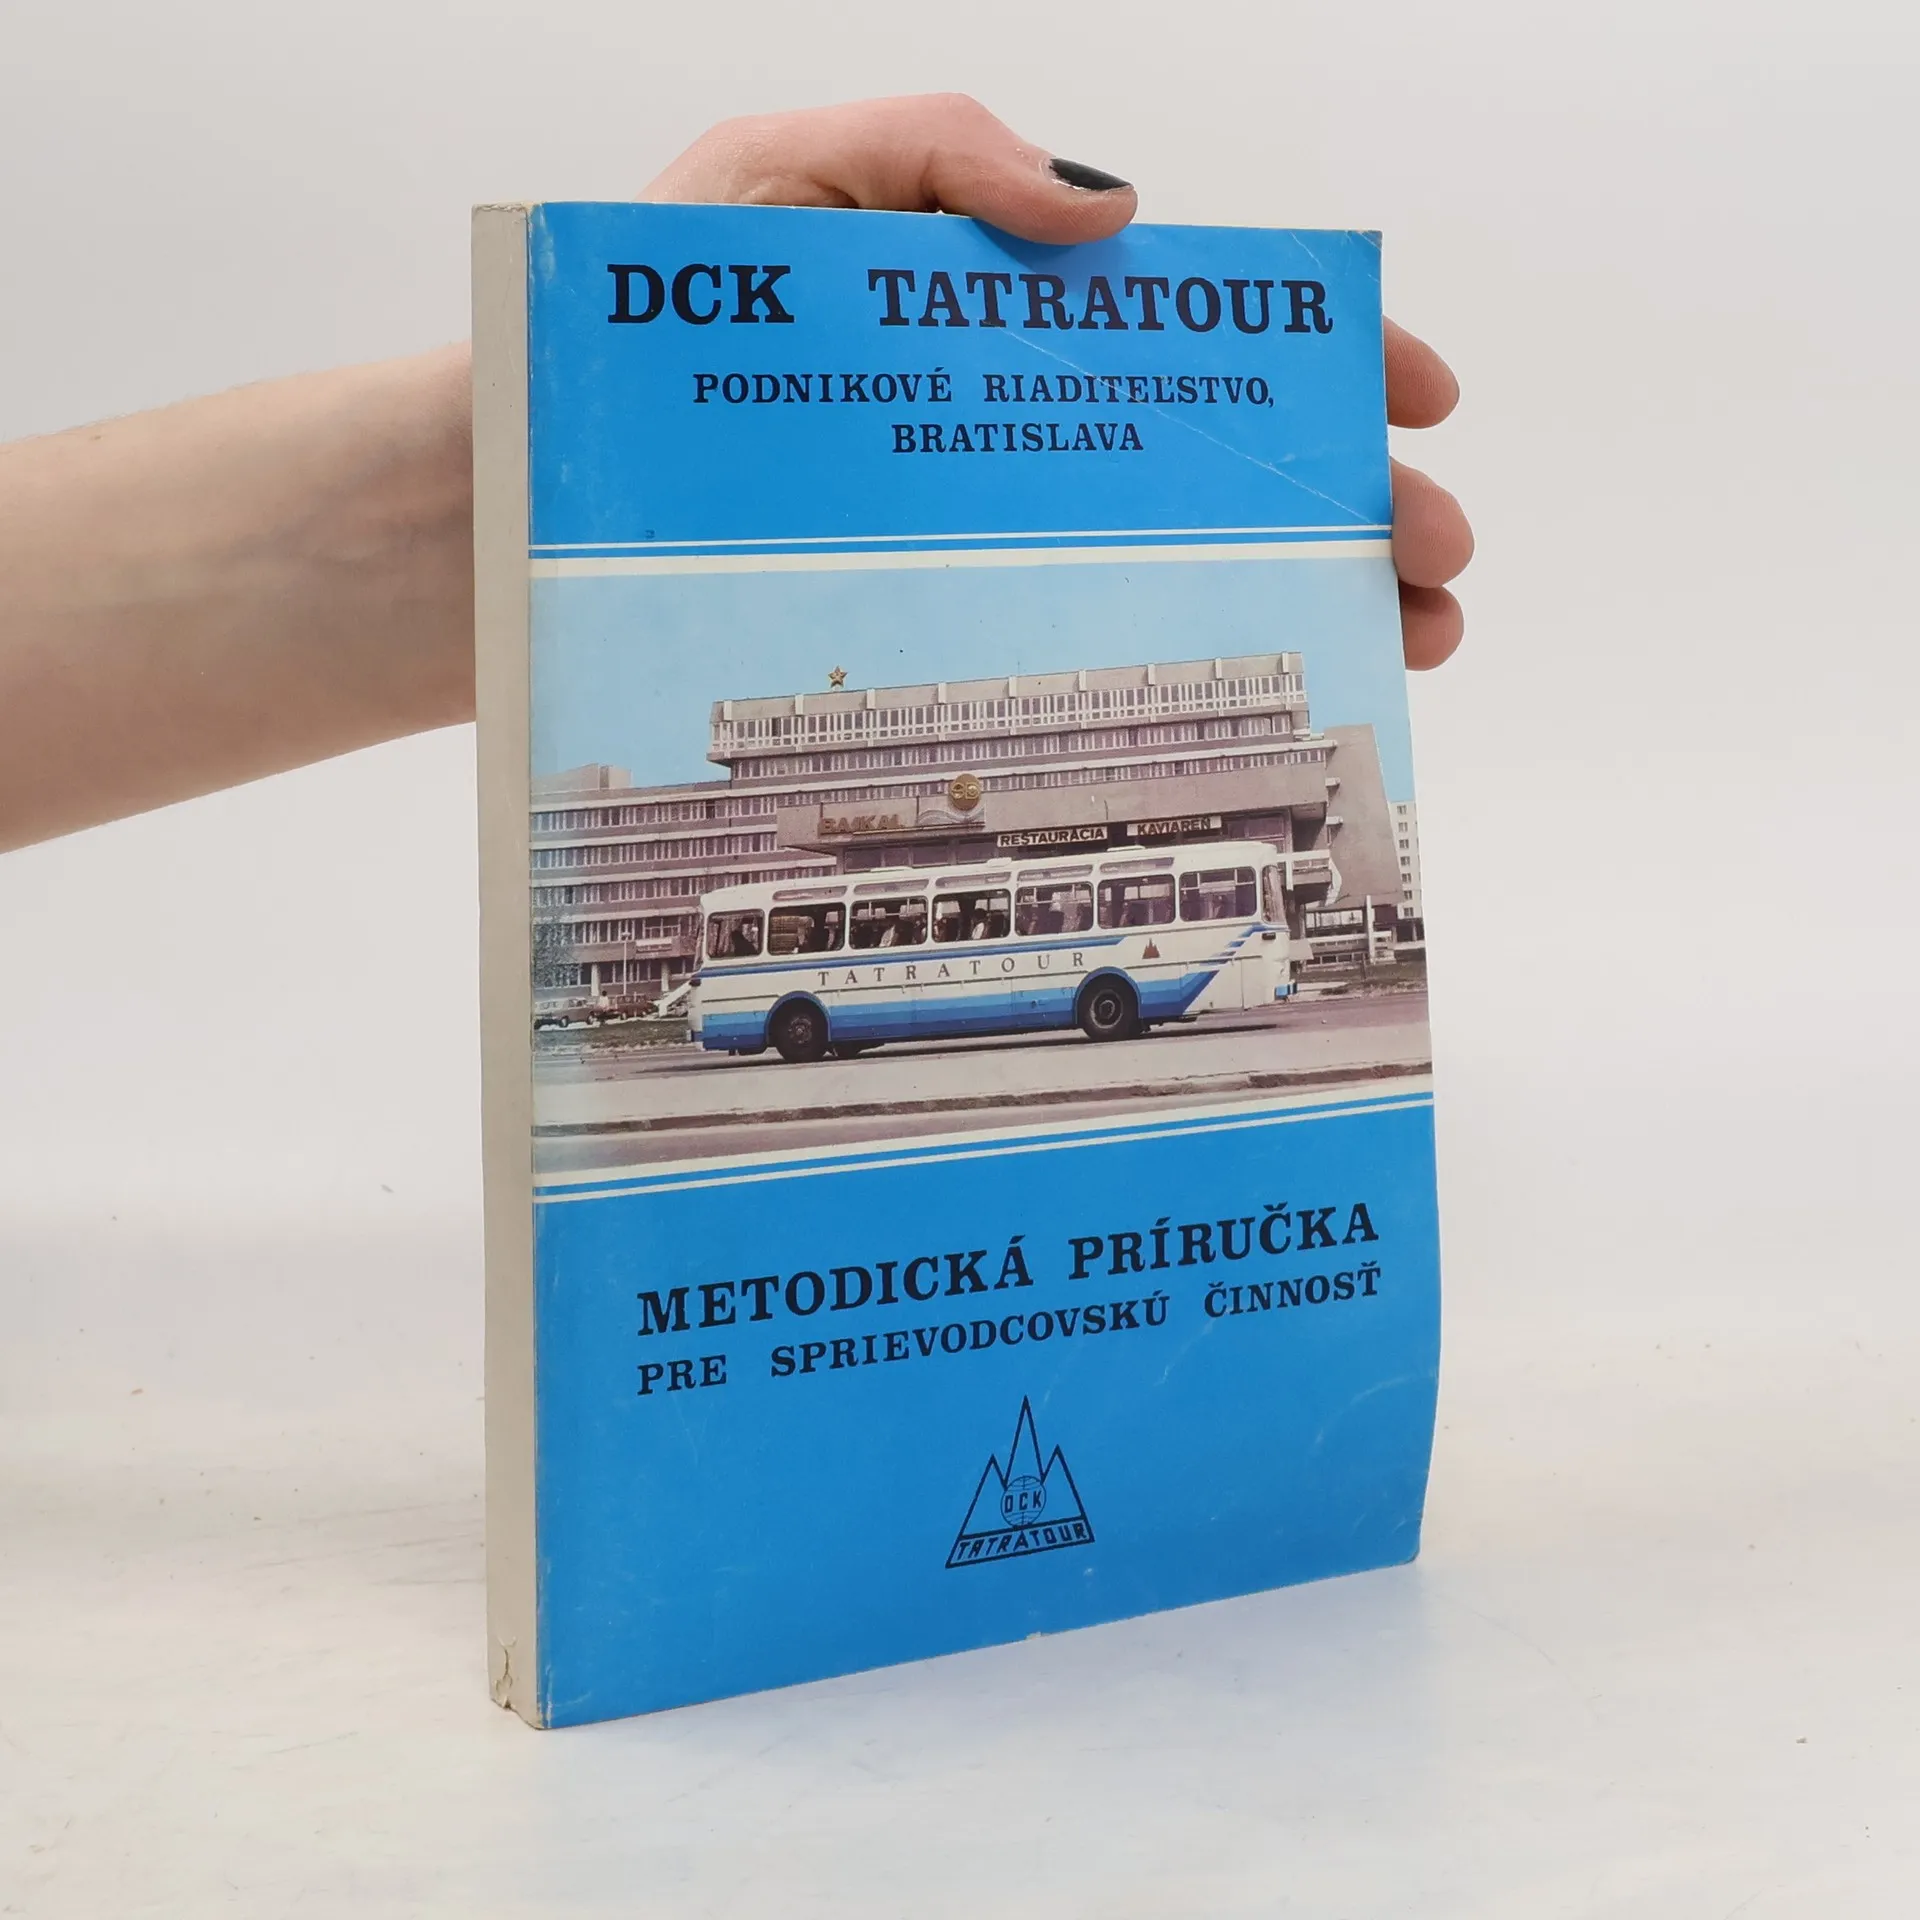 DCK TATRATOUR
PODNIKOVÉ RIADITEĽSTVO,
BRATISLAVA
BAJKAL
REŠTAURÁCIA KAVIAREŇ
TATRATOUR
METODICKÁ PRÍRUČKA
PRE SPRIEVODCOVSKÚ ČINNOSŤ
DCK
TATRATOUR